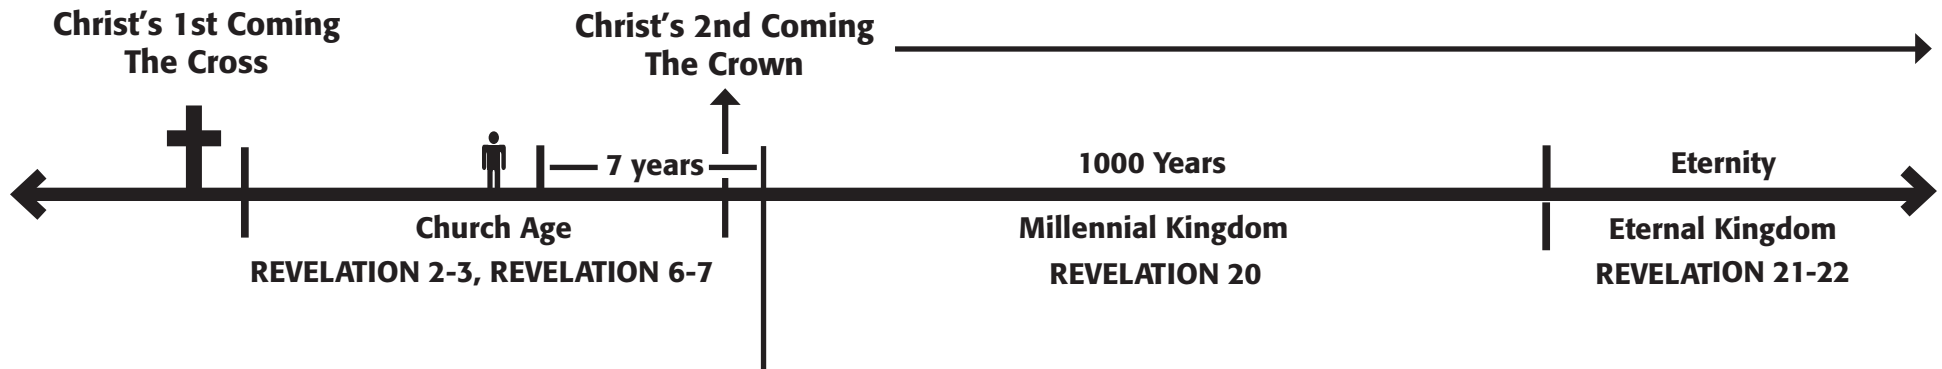 Christ’s 1st Coming
The Cross
Christ’s 2nd Coming
The Crown
7 years
1000 Years
Eternity
Church Age
REVELATION 2-3, REVELATION 6-7
Millennial Kingdom
REVELATION 20
Eternal Kingdom
REVELATION 21-22